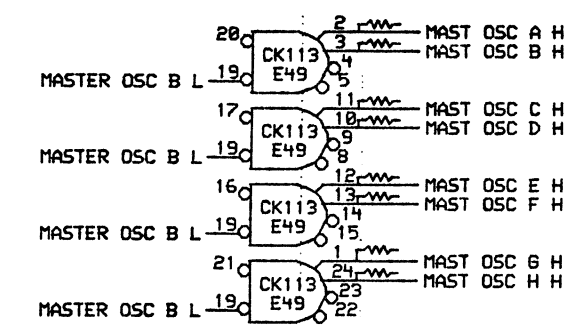 20 2 MAST OSC A H
3 MAST OSC B H
CK113 4
MASTER OSC B L 19 E49 5
17 11 MAST OSC C H
10 MAST OSC D H
CK113 9
MASTER OSC B L 19 E49 8
16 12 MAST OSC E H
13 MAST OSC F H
CK113 14
MASTER OSC B L 19 E49 15
21 1 MAST OSC G H
24 MAST OSC H H
CK113 23
MASTER OSC B L 19 E49 22